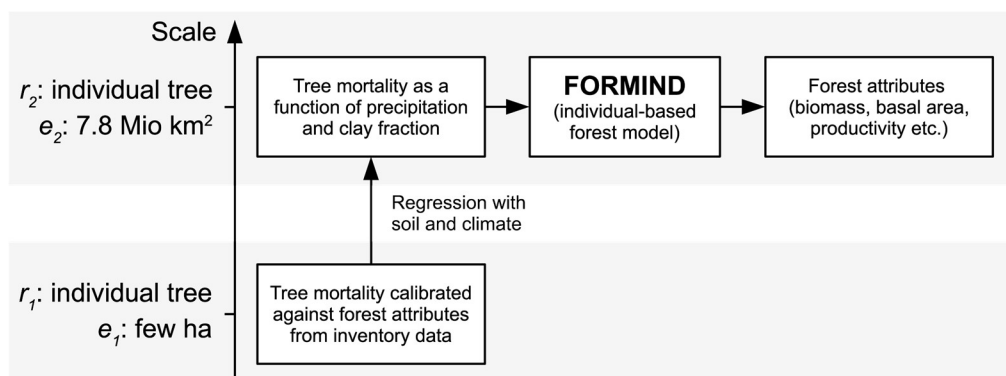 Scale
r2: individual tree
e2: 7.8 Mio km²
Tree mortality as a
function of precipitation
and clay fraction
FORMIND
(individual-based
forest model)
Forest attributes
(biomass, basal area,
productivity etc.)
Regression with
soil and climate
r1: individual tree
e1: few ha
Tree mortality calibrated
against forest attributes
from inventory data